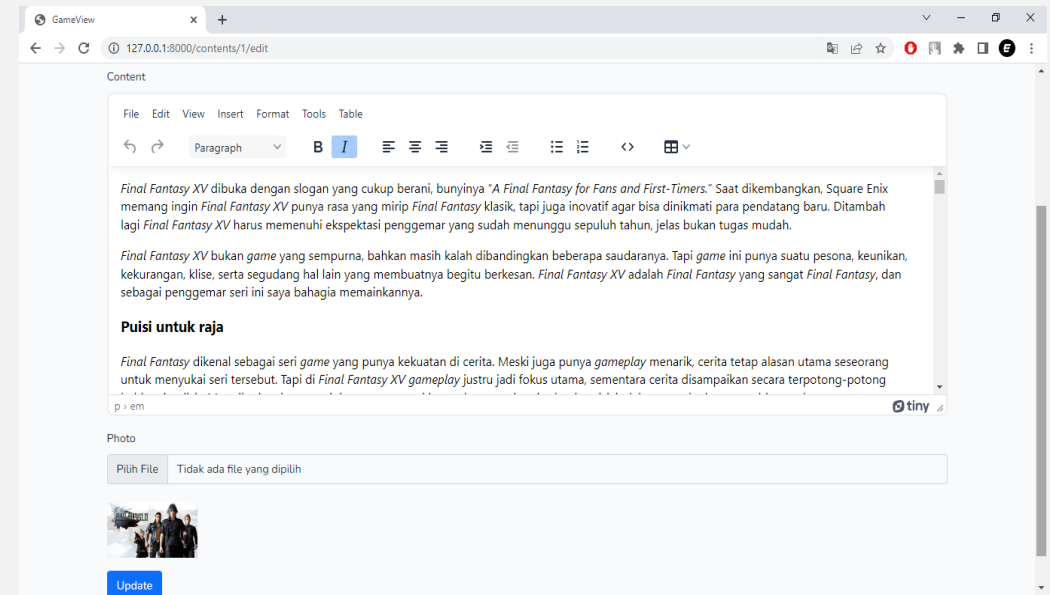 GameView
127.0.0.1:8000/contents/1/edit
Content
File Edit View Insert Format Tools Table
Paragraph B I
Final Fantasy XV dibuka dengan slogan yang cukup berani, bunyinya “A Final Fantasy for Fans and First-Timers.” Saat dikembangkan, Square Enix
memang ingin Final Fantasy XV punya rasa yang mirip Final Fantasy klasik, tapi juga inovatif agar bisa dinikmati para pendatang baru. Ditambah
lagi Final Fantasy XV harus memenuhi ekspektasi penggemar yang sudah menunggu sepuluh tahun, jelas bukan tugas mudah.
Final Fantasy XV bukan game yang sempurna, bahkan masih kalah dibandingkan beberapa saudaranya. Tapi game ini punya suatu pesona, keunikan,
kekurangan, klise, serta segudang hal lain yang membuatnya begitu berkesan. Final Fantasy XV adalah Final Fantasy yang sangat Final Fantasy, dan
sebagai penggemar seri ini saya bahagia memainkannya.
Puisi untuk raja
Final Fantasy dikenal sebagai seri game yang punya kekuatan di cerita. Meski juga punya gameplay menarik, cerita tetap alasan utama seseorang
untuk menyukai seri tersebut. Tapi di Final Fantasy XV gameplay justru jadi fokus utama, sementara cerita disampaikan secara terpotong-potong
p › em
tiny
Photo
Pilih File Tidak ada file yang dipilih
Update